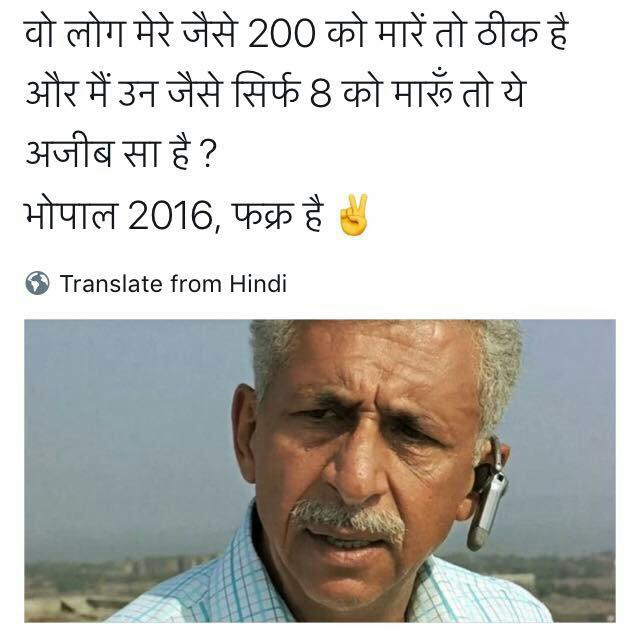 वो लोग मेरे जैसे 200 को मारें तो ठीक है
और मैं उन जैसे सिर्फ 8 को मारूँ तो ये
अजीब सा है ?
भोपाल 2016, फक्र है ✌
Translate from Hindi